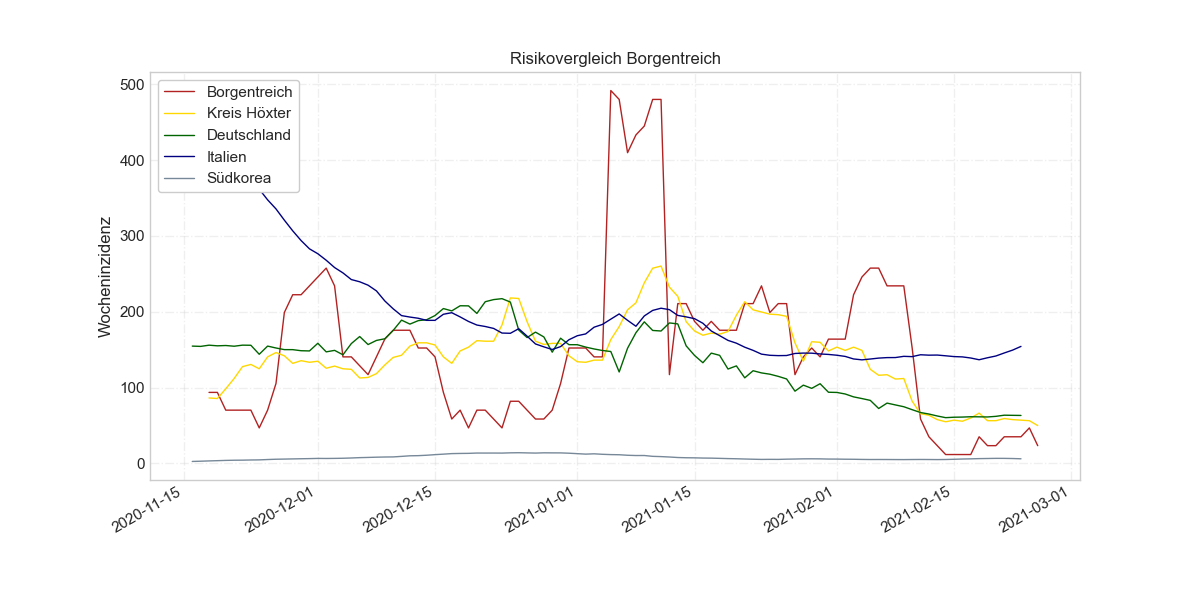 Risikovergleich Borgentreich
Wocheninzidenz
500
400
300
200
100
0
Borgentreich
Kreis Höxter
Deutschland
Italien
Südkorea
2020-11-15
2020-12-01
2020-12-15
2021-01-01
2021-01-15
2021-02-01
2021-02-15
2021-03-01